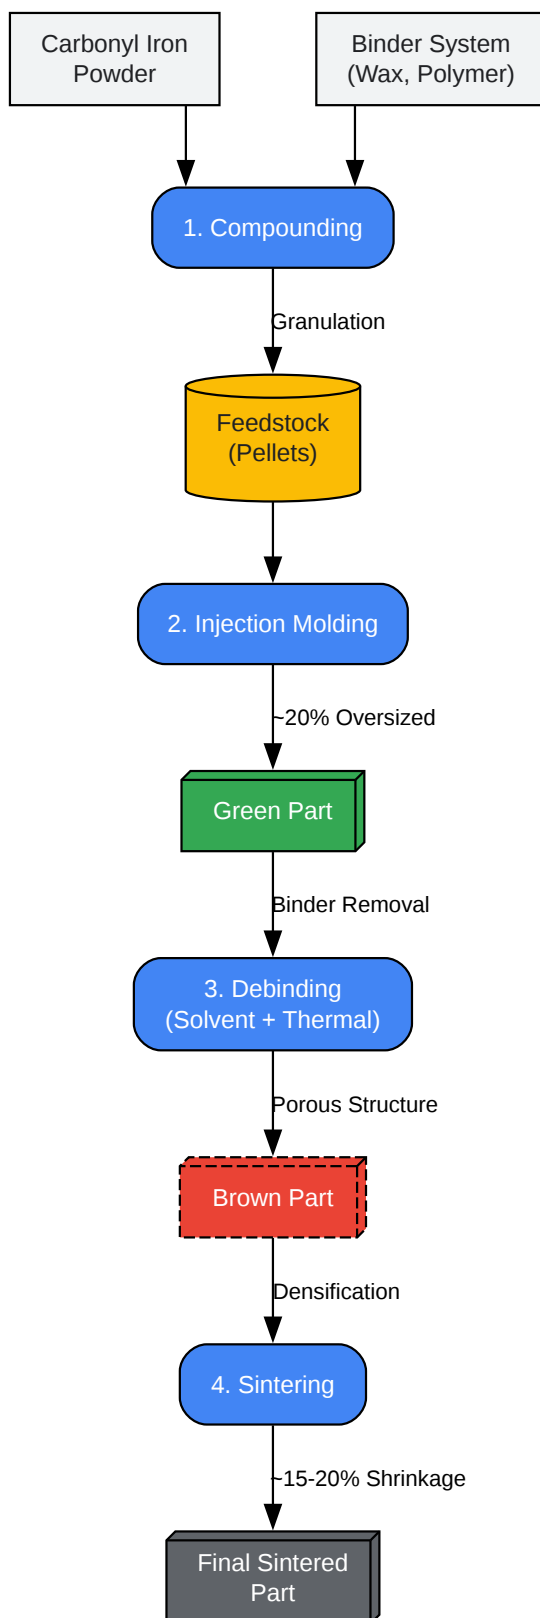 Carbonyl Iron
Powder
Binder System
(Wax, Polymer)
1. Compounding
Granulation
Feedstock
(Pellets)
2. Injection Molding
~20% Oversized
Green Part
Binder Removal
3. Debinding
(Solvent + Thermal)
Porous Structure
Brown Part
Densification
4. Sintering
~15-20% Shrinkage
Final Sintered
Part